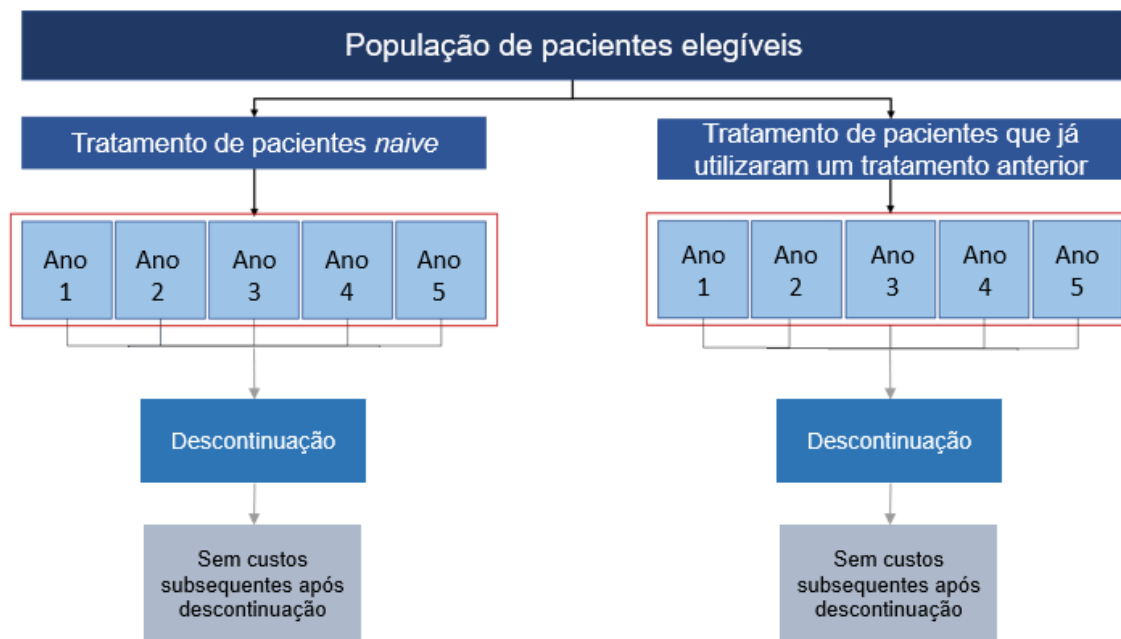 População de pacientes elegíveis
Tratamento de pacientes naive
Tratamento de pacientes que já
utilizaram um tratamento anterior
Ano
1
Ano
2
Ano
3
Ano
4
Ano
5
Ano
1
Ano
2
Ano
3
Ano
4
Ano
5
Descontinuação
Descontinuação
Sem custos
subsequentes após
descontinuação
Sem custos
subsequentes após
descontinuação